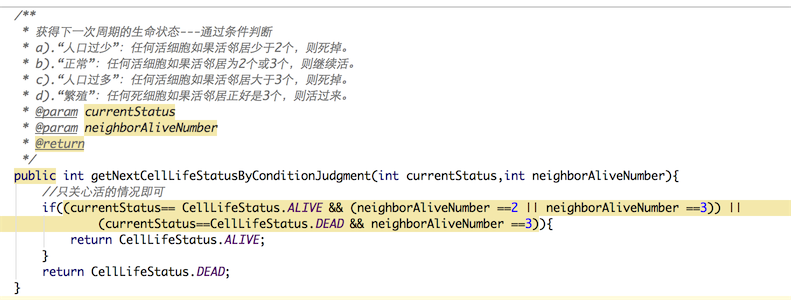 /**
* 获得下一次周期的生命状态---通过条件判断
* a).“人口过少”：任何活细胞如果活邻居少于2个，则死掉。
* b).“正常”：任何活细胞如果活邻居为2个或3个，则继续活。
* c).“人口过多”：任何活细胞如果活邻居大于3个，则死掉。
* d).“繁殖”：任何死细胞如果活邻居正好是3个，则活过来。
* @param currentStatus
* @param neighborAliveNumber
* @return
*/
public int getNextCellLifeStatusByConditionJudgment(int currentStatus,int neighborAliveNumber){
//只关心活的情况即可
if((currentStatus== CellLifeStatus.ALIVE && (neighborAliveNumber ==2 || neighborAliveNumber ==3)) ||
(currentStatus==CellLifeStatus.DEAD && neighborAliveNumber ==3)){
return CellLifeStatus.ALIVE;
}
return CellLifeStatus.DEAD;
}